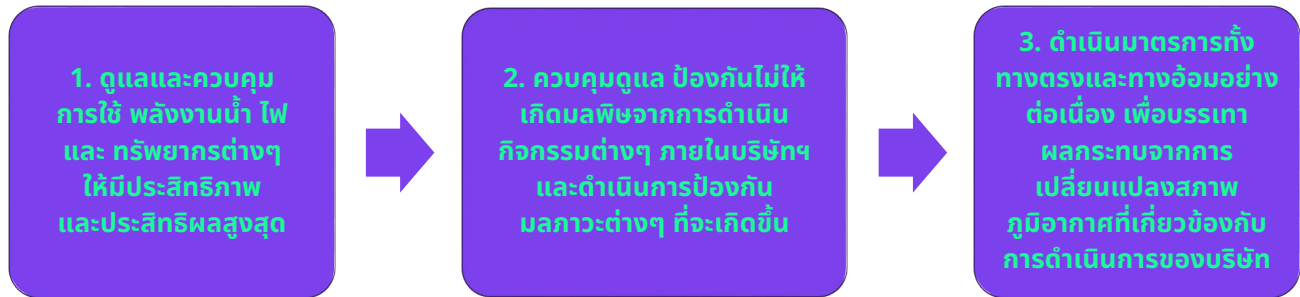 1. ดูแลและควบคุม
การใช้ พลังงานน้ำ ไฟ
และ ทรัพยากรต่างๆ
ให้มีประสิทธิภาพ
และประสิทธิผลสูงสุด
2. ควบคุมดูแล ป้องกันไม่ให้
เกิดมลพิษจากการดำเนิน
กิจกรรมต่างๆ ภายในบริษัทฯ
และดำเนินการป้องกัน
มลภาวะต่างๆ ที่จะเกิดขึ้น
3. ดำเนินมาตรการทั้ง
ทางตรงและทางอ้อมอย่าง
ต่อเนื่อง เพื่อบรรเทา
ผลกระทบจากการ
เปลี่ยนแปลงสภาพ
ภูมิอากาศที่เกี่ยวข้องกับ
การดำเนินการของบริษัท